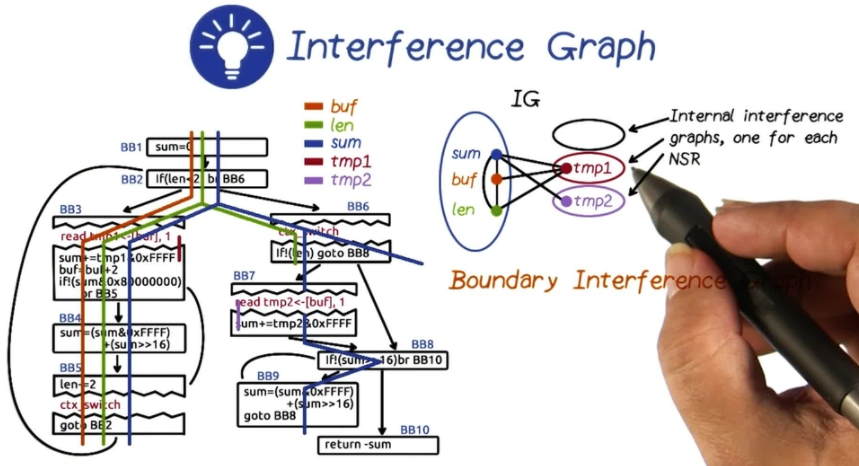 Interference Graph
buf
len
sum
tmp1
tmp2
IG
sum
buf
len
tmp1
tmp2
Internal interference
graphs, one for each
NSR
Boundary Interference Graph
BB1
sum=0
BB2
If(len<2) br BB6
BB3
read tmp1<-[buf], 1
sum+=tmp1&0xFFFF
buf=buf+2
if!(sum&0x80000000)
br BB5
BB4
sum=(sum&0xFFFF)
+(sum>>16)
BB5
len-=2
ctx_switch
goto BB2
BB6
ctx_switch
If!(len) goto BB8
BB7
read tmp2<-[buf], 1
sum+=tmp2&0xFFFF
BB8
If!(sum>>16)br BB10
BB9
sum=(sum&0xFFFF)
+(sum>>16)
goto BB8
BB10
return ~sum